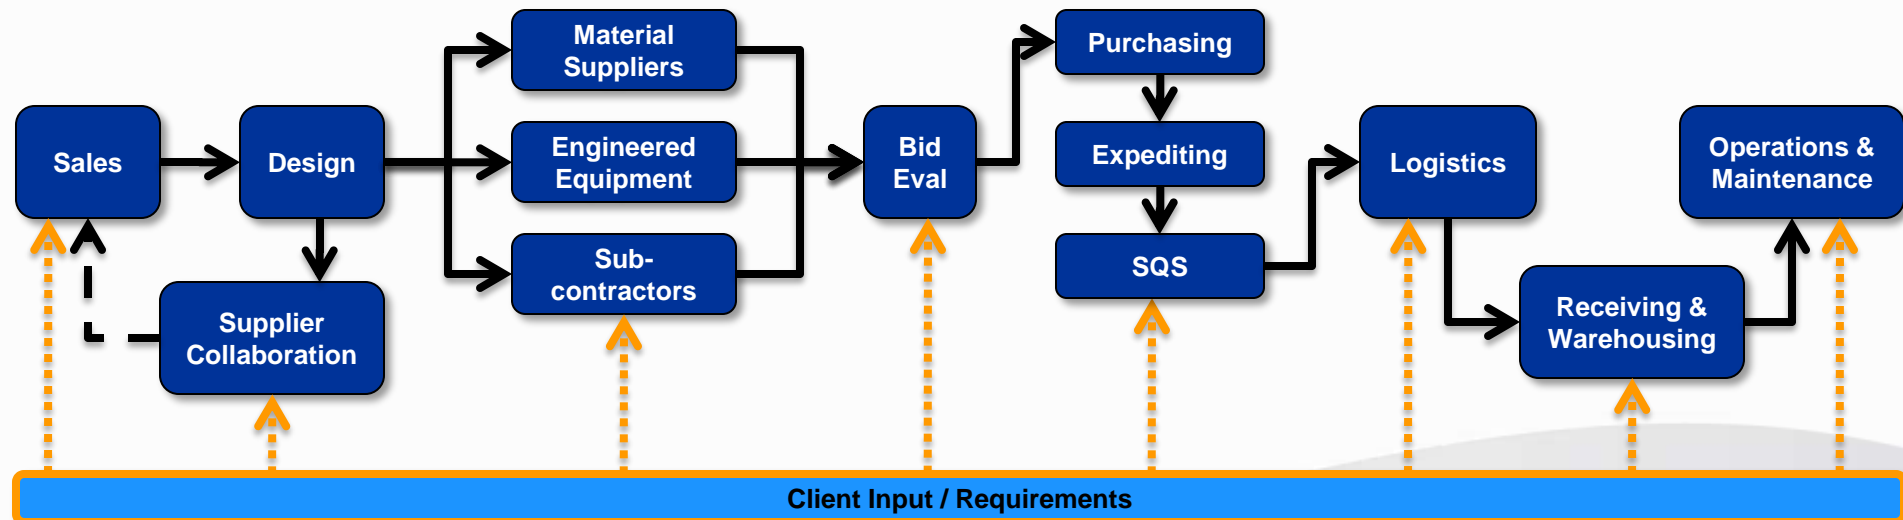 Sales
Design
Supplier
Collaboration
Material
Suppliers
Engineered
Equipment
Sub-
contractors
Bid
Eval
Purchasing
Expediting
SQS
Logistics
Receiving &
Warehousing
Operations &
Maintenance
Client Input / Requirements